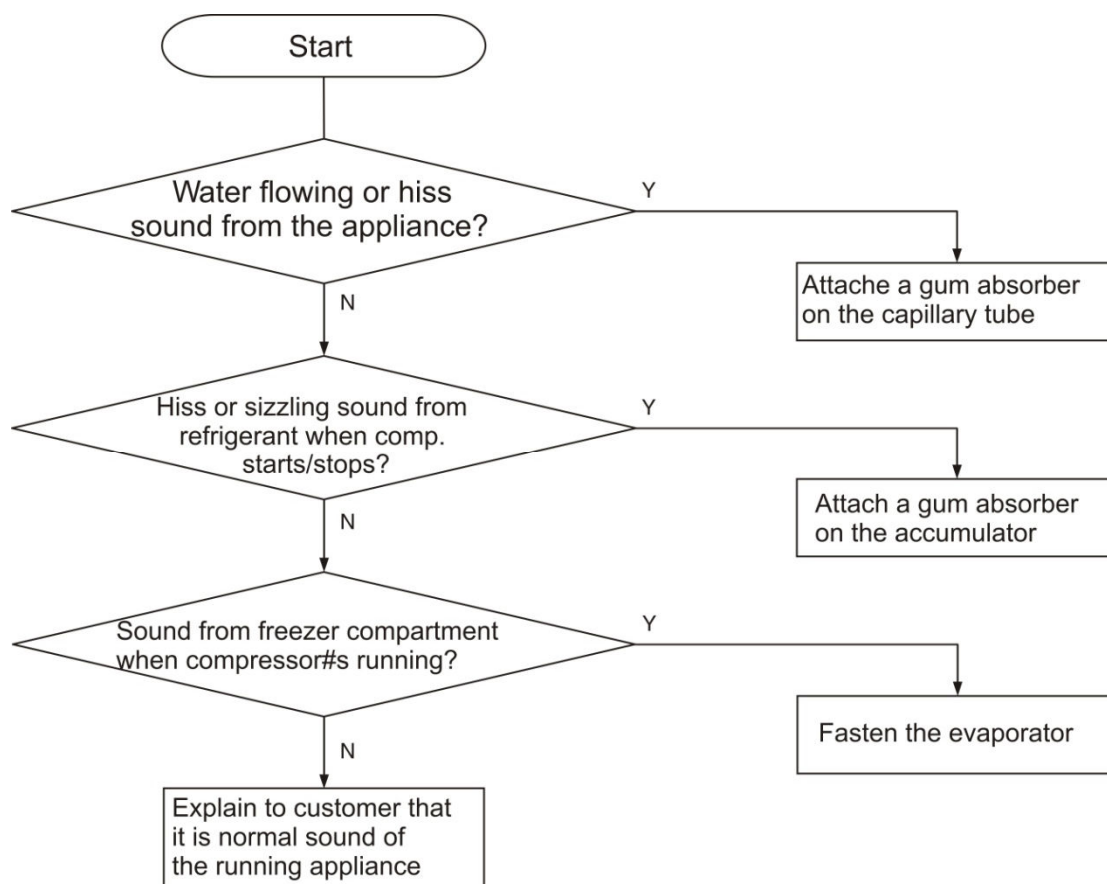 Start
Water flowing or hiss
sound from the appliance?
Y
Attache a gum absorber
on the capillary tube
N
Hiss or sizzling sound from
refrigerant when comp.
starts/stops?
Y
Attach a gum absorber
on the accumulator
N
Sound from freezer compartment
when compressor#s running?
Y
Fasten the evaporator
N
Explain to customer that
it is normal sound of
the running appliance